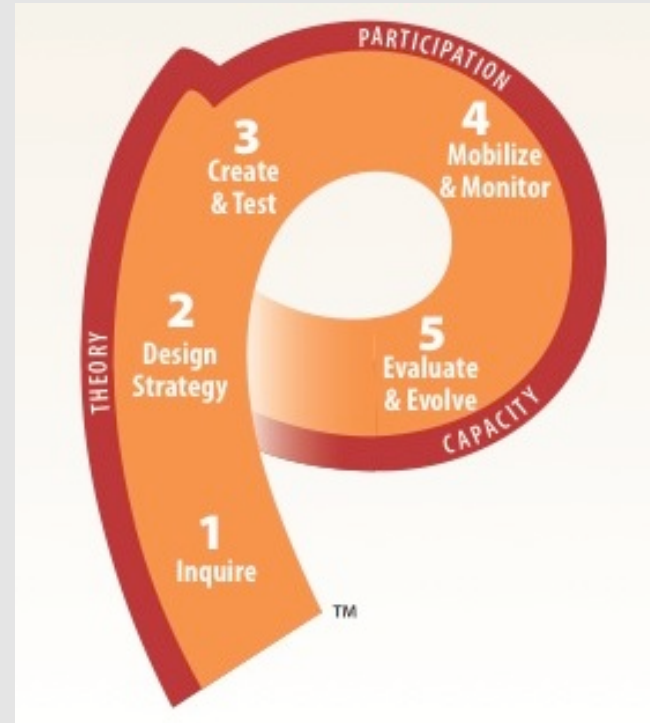 PARTICIPATION
4
Mobilize
& Monitor
3
Create
& Test
THEORY
2
Design
Strategy
5
Evaluate
& Evolve
CAPACITY
1
Inquire
TM